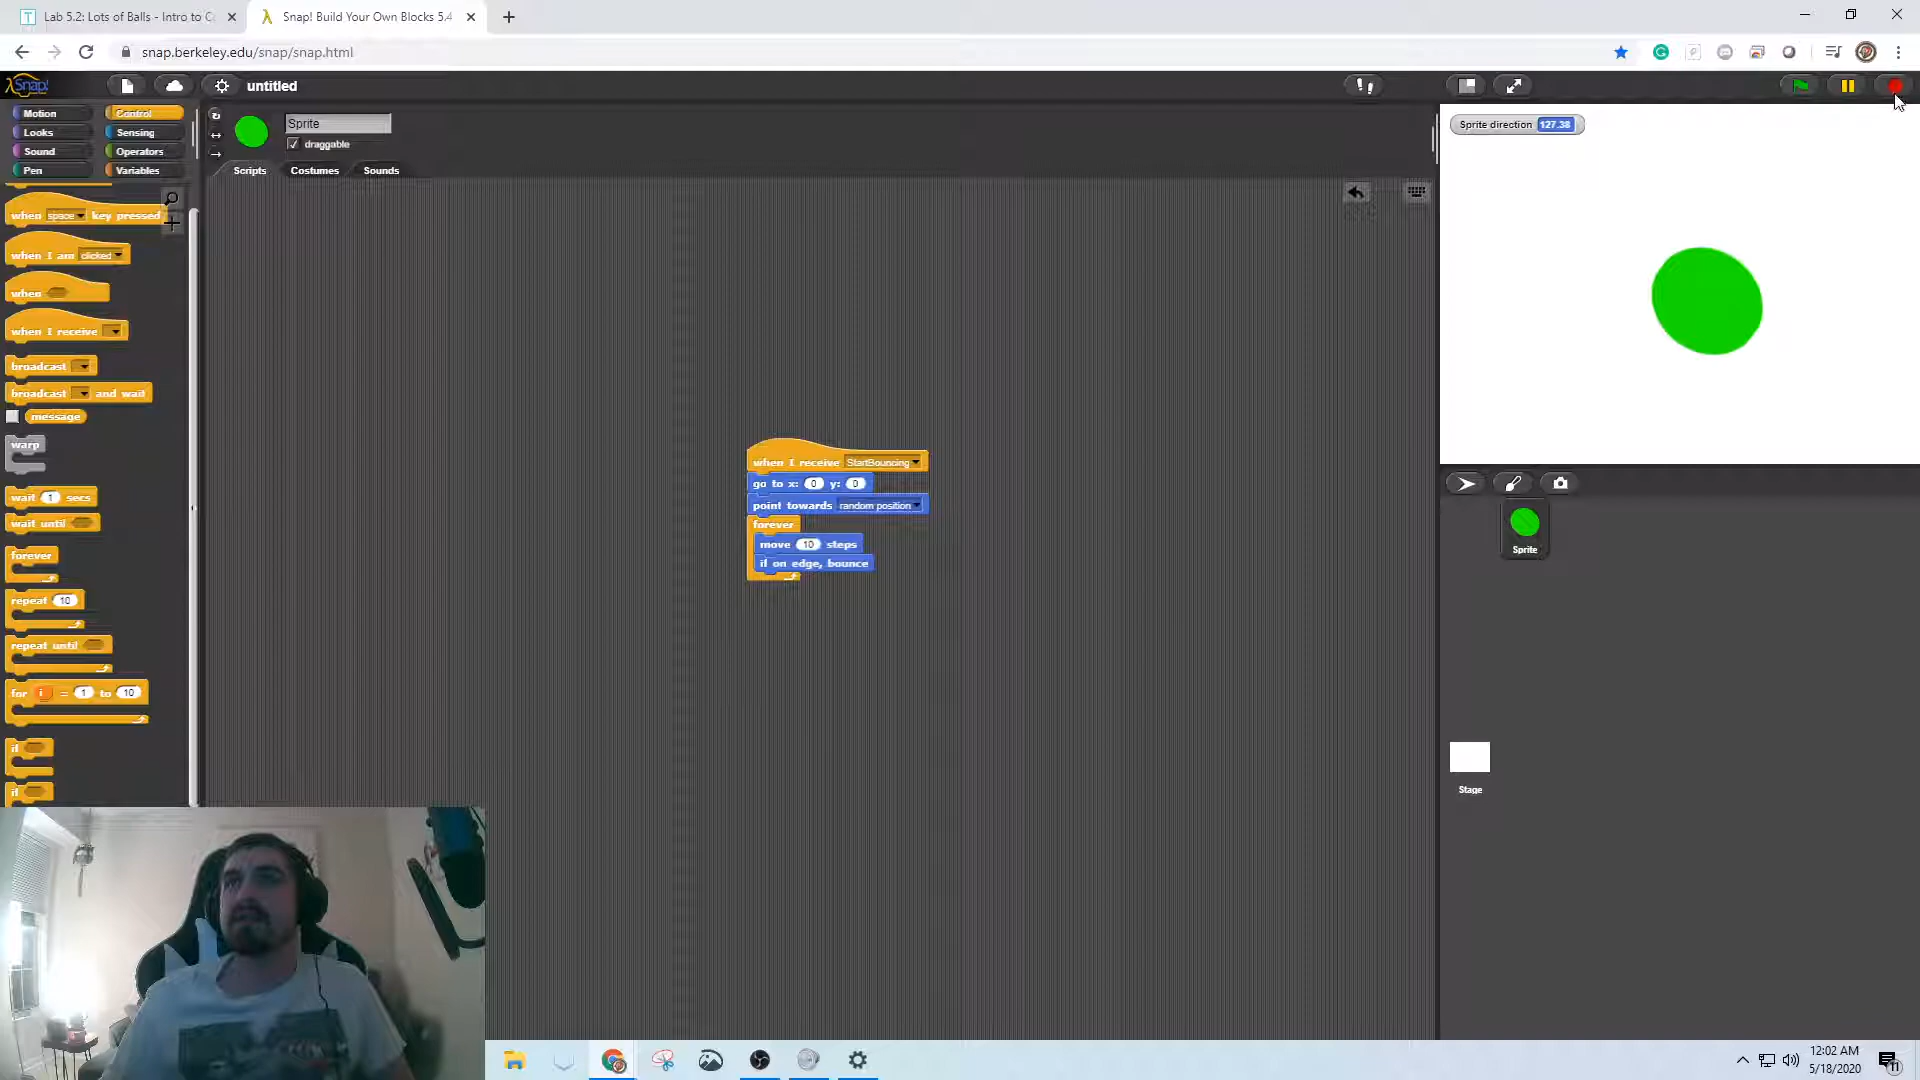 Lab 5.2: Lots of Balls - Intro to C
Snap! Build Your Own Blocks 5.4
snap.berkeley.edu/snap/snap.html
Snap!
untitled
Motion
Control
Looks
Sensing
Sound
Operators
Pen
Variables
Sprite
draggable
Scripts
Costumes
Sounds
Sprite direction 127.38
when space key pressed
when I am clicked
when
when I receive
broadcast
broadcast and wait
message
warp
wait 1 secs
wait until
forever
repeat 10
repeat until
for i = 1 to 10
if
if
when I receive StartBouncing
go to x: 0 y: 0
point towards random position
forever
move 10 steps
if on edge, bounce
Sprite
Stage
12:02 AM
5/18/2020